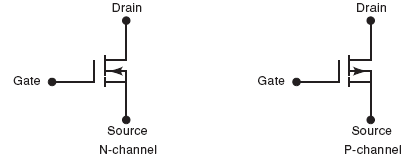 Drain
Drain
Gate
Gate
Source
Source
N-channel
P-channel